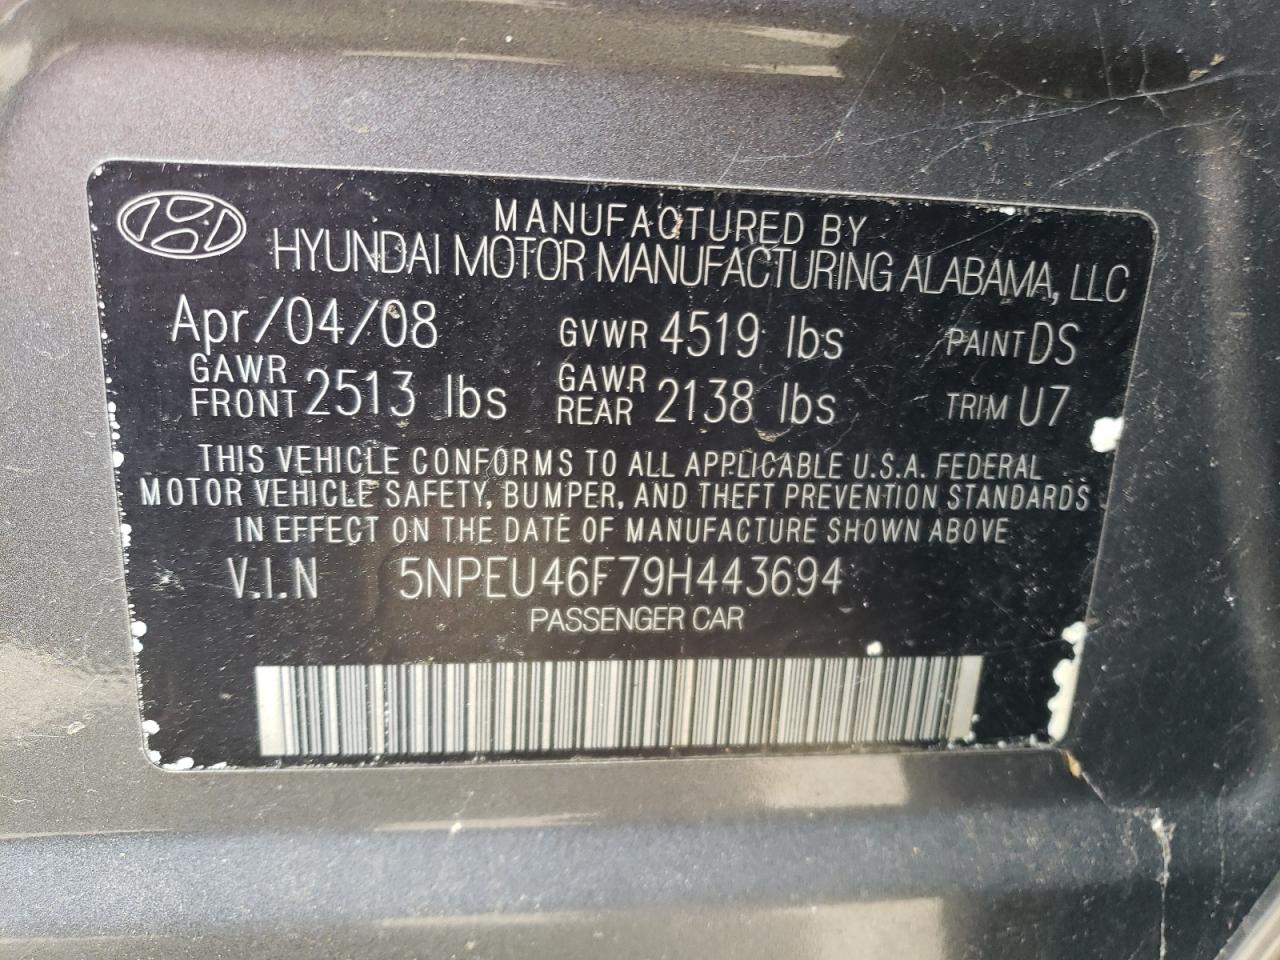 MANUFACTURED BY
HYUNDAI MOTOR MANUFACTURING ALABAMA, LLC
Apr/04/08 GVWR 4519 lbs PAINT DS
GAWR FRONT 2513 lbs GAWR REAR 2138 lbs TRIM U7
THIS VEHICLE CONFORMS TO ALL APPLICABLE U.S.A. FEDERAL
MOTOR VEHICLE SAFETY, BUMPER, AND THEFT PREVENTION STANDARDS
IN EFFECT ON THE DATE OF MANUFACTURE SHOWN ABOVE
V.I.N 5NPEU46F79H443694
PASSENGER CAR